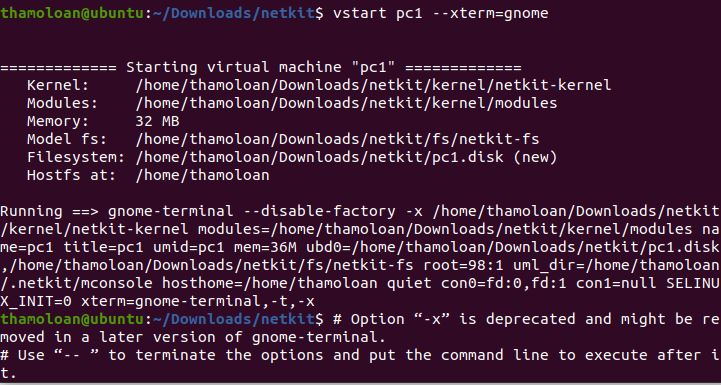 thamoloan@ubuntu:~/Downloads/netkit$ vstart pc1 --xterm=gnome
============= Starting virtual machine "pc1" =============
Kernel:     /home/thamoloan/Downloads/netkit/kernel/netkit-kernel
Modules:    /home/thamoloan/Downloads/netkit/kernel/modules
Memory:     32 MB
Model fs:   /home/thamoloan/Downloads/netkit/fs/netkit-fs
Filesystem: /home/thamoloan/Downloads/netkit/pc1.disk (new)
Hostfs at:  /home/thamoloan
Running ==> gnome-terminal --disable-factory -x /home/thamoloan/Downloads/netkit
/kernel/netkit-kernel modules=/home/thamoloan/Downloads/netkit/kernel/modules na
me=pc1 title=pc1 umid=pc1 mem=36M ubd0=/home/thamoloan/Downloads/netkit/pc1.disk
,/home/thamoloan/Downloads/netkit/fs/netkit-fs root=98:1 uml_dir=/home/thamoloan
/.netkit/mconsole hosthome=/home/thamoloan quiet con0=fd:0,fd:1 con1=null SELINU
X_INIT=0 xterm=gnome-terminal,-t,-x
thamoloan@ubuntu:~/Downloads/netkit$ # Option “-x” is deprecated and might be re
moved in a later version of gnome-terminal.
# Use “-- ” to terminate the options and put the command line to execute after i
t.